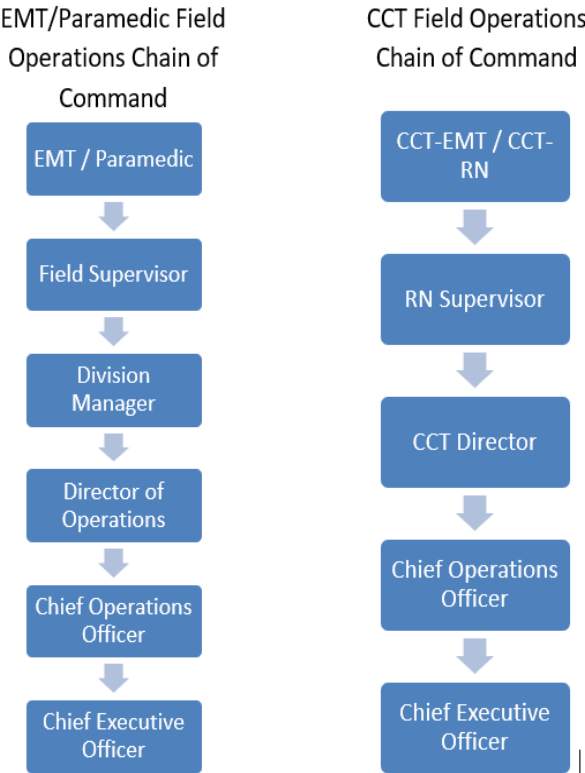 EMT/Paramedic Field
Operations Chain of
Command
EMT / Paramedic
Field Supervisor
Division
Manager
Director of
Operations
Chief Operations
Officer
Chief Executive
Officer
CCT Field Operations
Chain of Command
CCT-EMT / CCT-
RN
RN Supervisor
CCT Director
Chief Operations
Officer
Chief Executive
Officer